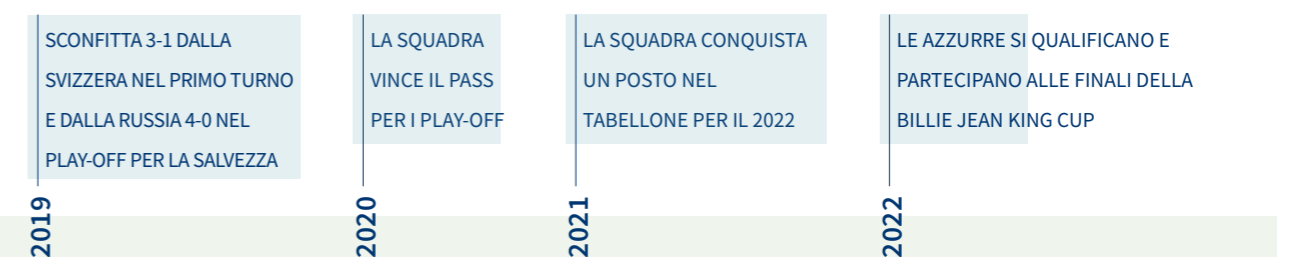 SCONFITTA 3-1 DALLA
SVIZZERA NEL PRIMO TURNO
E DALLA RUSSIA 4-0 NEL
PLAY-OFF PER LA SALVEZZA
2019
LA SQUADRA
VINCE IL PASS
PER I PLAY-OFF
2020
LA SQUADRA CONQUISTA
UN POSTO NEL
TABELLONE PER IL 2022
2021
LE AZZURRE SI QUALIFICANO E
PARTECIPANO ALLE FINALI DELLA
BILLIE JEAN KING CUP
2022